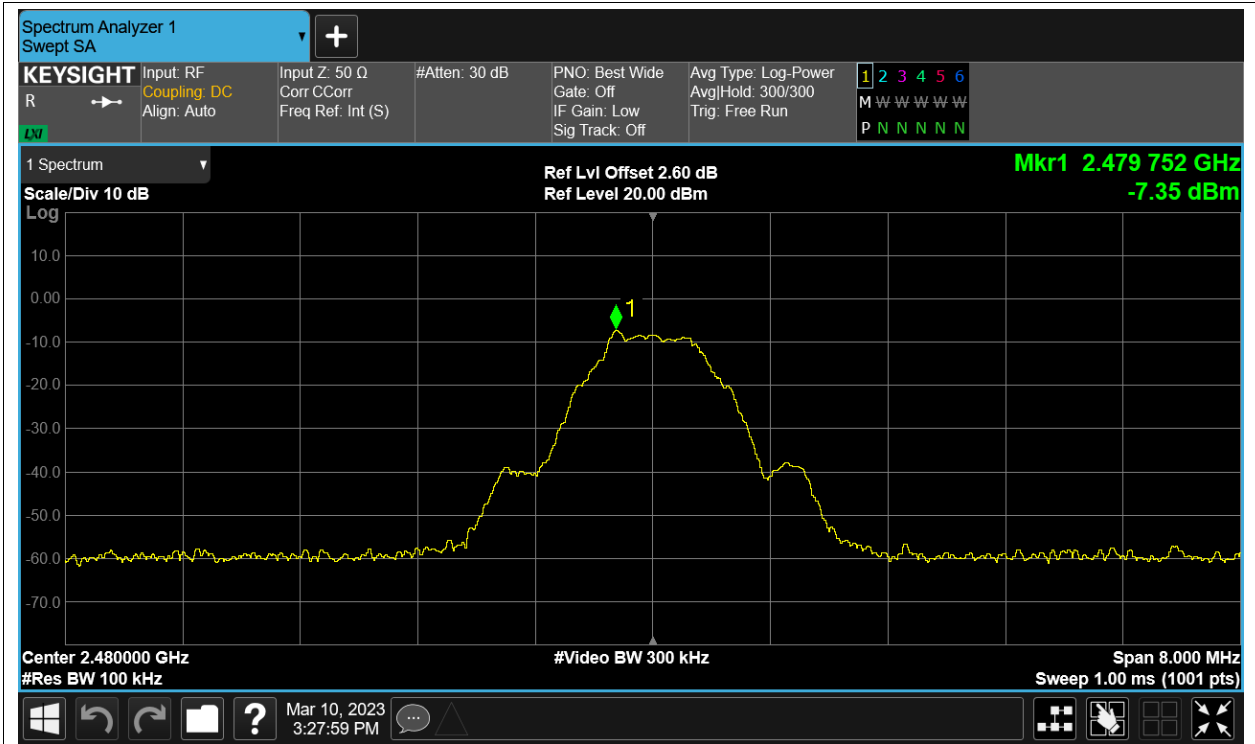 Spectrum Analyzer 1
Swept SA
+
KEYSIGHT
R
LXI
Input: RF
Coupling: DC
Align: Auto
Input Z: 50 Ω
Corr CCorr
Freq Ref: Int (S)
#Atten: 30 dB
PNO: Best Wide
Gate: Off
IF Gain: Low
Sig Track: Off
Avg Type: Log-Power
Avg|Hold: 300/300
Trig: Free Run
1 2 3 4 5 6
M W W W W W
P N N N N N
1 Spectrum
Scale/Div 10 dB
Log
Ref Lvl Offset 2.60 dB
Ref Level 20.00 dBm
Mkr1 2.479 752 GHz
-7.35 dBm
10.0
0.00
1
-10.0
-20.0
-30.0
-40.0
-50.0
-60.0
-70.0
Center 2.480000 GHz
#Res BW 100 kHz
#Video BW 300 kHz
Span 8.000 MHz
Sweep 1.00 ms (1001 pts)
?
Mar 10, 2023
3:27:59 PM